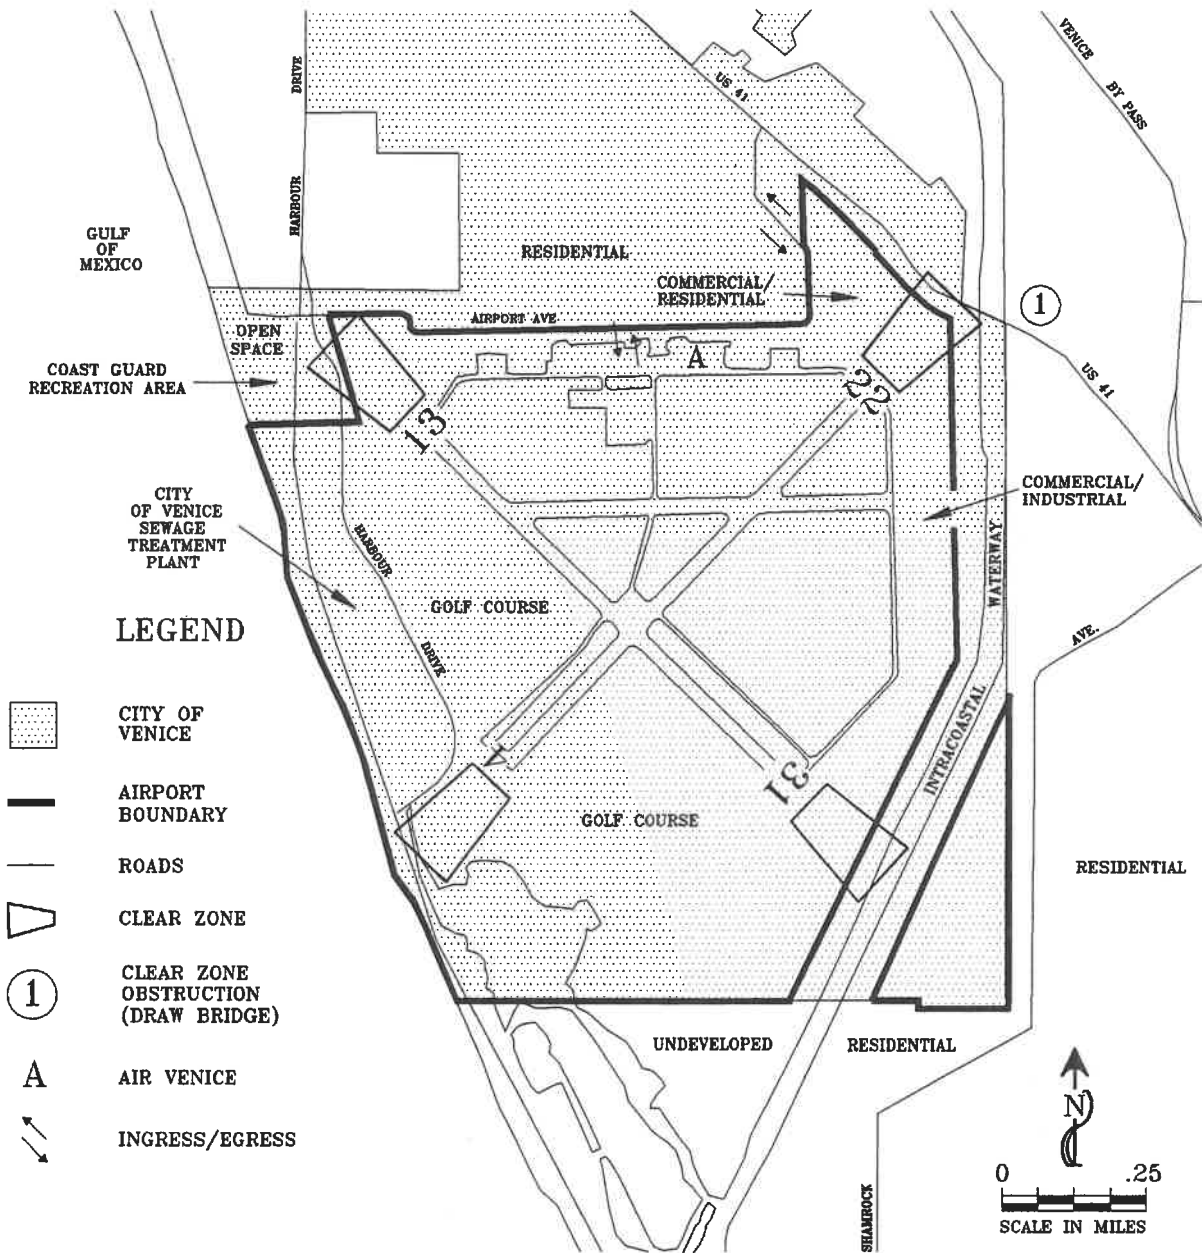 VENICE
BY PASS
US 41
DRIVE
HARBOUR
GULF
OF
MEXICO
RESIDENTIAL
COMMERCIAL/
RESIDENTIAL
1
AIRPORT AVE
OPEN
SPACE
COAST GUARD
RECREATION AREA
A
13
22
US 41
CITY
OF VENICE
SEWAGE
TREATMENT
PLANT
COMMERCIAL/
INDUSTRIAL
HARBOUR
DRIVE
WATERWAY
INTRACOASTAL
GOLF COURSE
AVE.
LEGEND
CITY OF
VENICE
AIRPORT
BOUNDARY
ROADS
CLEAR ZONE
1
CLEAR ZONE
OBSTRUCTION
(DRAW BRIDGE)
A
AIR VENICE
INGRESS/EGRESS
31
GOLF COURSE
RESIDENTIAL
UNDEVELOPED
RESIDENTIAL
SHAMROCK
N
0 .25
SCALE IN MILES